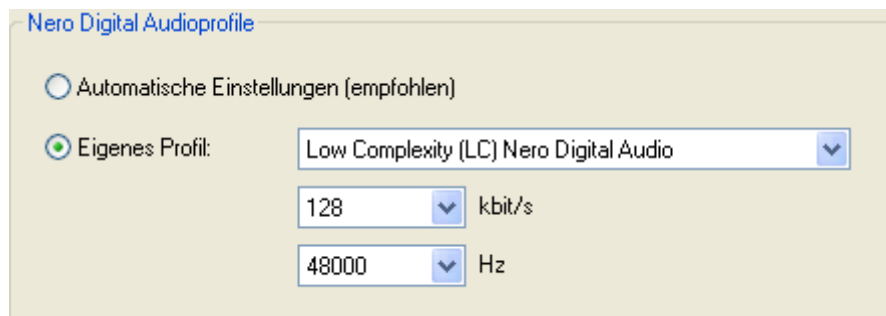 Nero Digital Audioprofile
Automatische Einstellungen (empfohlen)
Eigenes Profil: Low Complexity (LC) Nero Digital Audio
128 kbit/s
48000 Hz